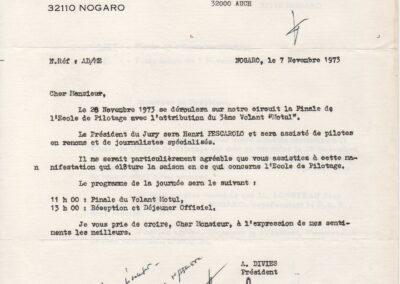 32110 NOGARO
32000 AUCH
N.Réf : AD/MZ
NOGARO, le 7 Novembre 1973
Cher Monsieur,
Le 28 Novembre 1973 se déroulera sur notre circuit la Finale de
l'Ecole de Pilotage avec l'attribution du 3ème Volant "Motul".
Le Président du Jury sera Henri PESCAROLO et sera assisté de pilotes
en renoms et de journalistes spécialisés.
Il me serait particulièrement agréable que vous assistiez à cette ma-
nifestation qui clôture la saison en ce qui concerne l'Ecole de Pilotage.
Le programme de la journée sera le suivant :
11 h 00 : Finale du Volant Motul,
13 h 00 : Réception et Déjeuner Officiel.
Je vous prie de croire, Cher Monsieur, à l'expression de mes senti-
ments les meilleurs.
A. DIVIES
Président